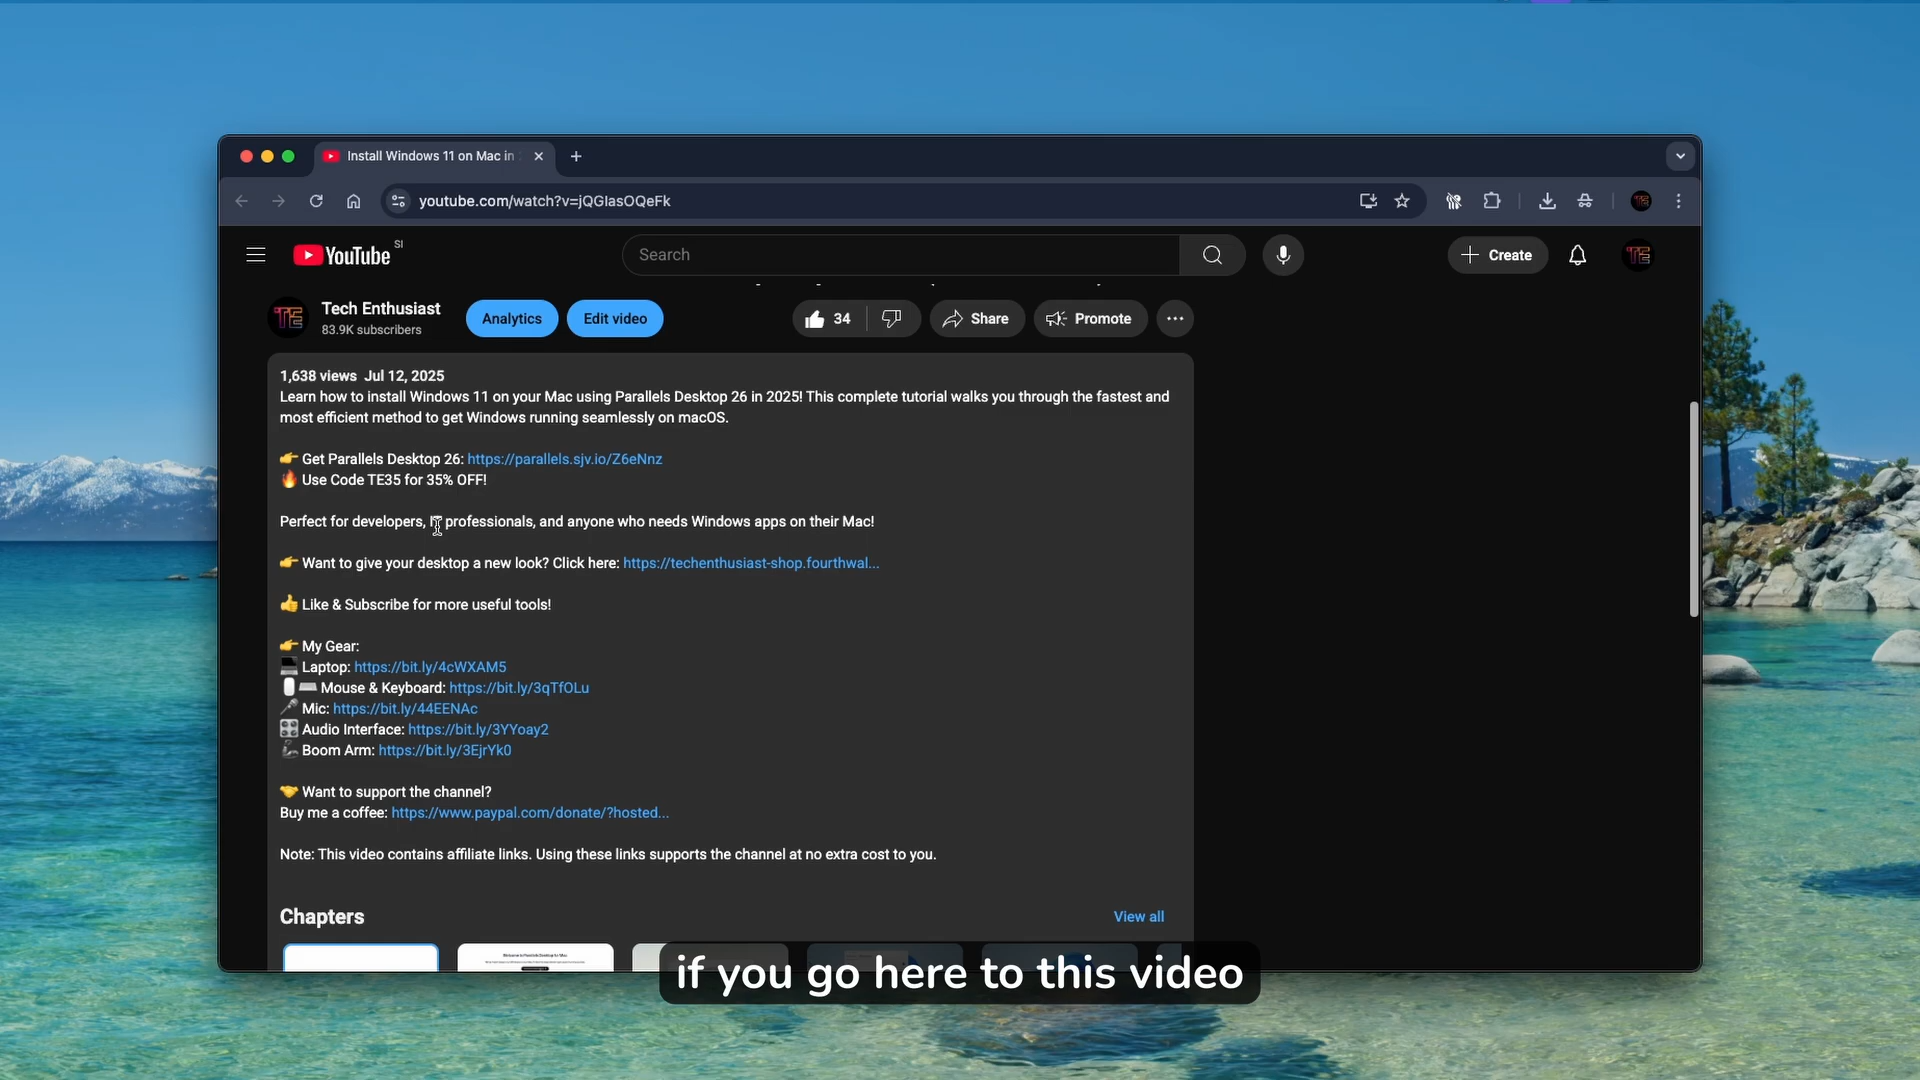 Install Windows 11 on Mac in
youtube.com/watch?v=jQGIasOQeFk
YouTube SI
Search
Create
TE
Tech Enthusiast
83.9K subscribers
Analytics
Edit video
34
Share
Promote
1,638 views Jul 12, 2025
Learn how to install Windows 11 on your Mac using Parallels Desktop 26 in 2025! This complete tutorial walks you through the fastest and
most efficient method to get Windows running seamlessly on macOS.
👉 Get Parallels Desktop 26: https://parallels.sjv.io/Z6eNnz
🔥 Use Code TE35 for 35% OFF!
Perfect for developers, IT professionals, and anyone who needs Windows apps on their Mac!
👉 Want to give your desktop a new look? Click here: https://techenthusiast-shop.fourthwal...
👍 Like & Subscribe for more useful tools!
👉 My Gear:
💻 Laptop: https://bit.ly/4cWXAM5
🖱️⌨️ Mouse & Keyboard: https://bit.ly/3qTfOLu
🎤 Mic: https://bit.ly/44EENAc
🎛️ Audio Interface: https://bit.ly/3YYoay2
🦾 Boom Arm: https://bit.ly/3EjrYk0
🤝 Want to support the channel?
Buy me a coffee: https://www.paypal.com/donate/?hosted...
Note: This video contains affiliate links. Using these links supports the channel at no extra cost to you.
Chapters
View all
if you go here to this video